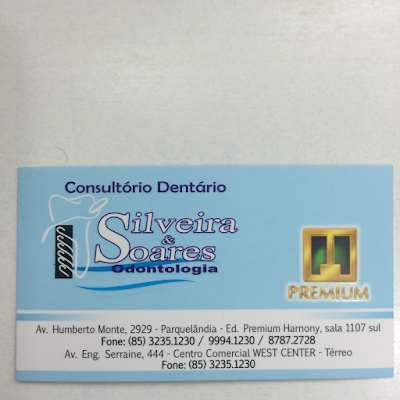 Consultório Dentário
Silveira
&
Soares
Odontologia
PREMIUM
Av. Humberto Monte, 2929 - Parquelândia - Ed. Premium Harnony, sala 1107 sul
Fone: (85) 3235.1230 / 9994.1230 / 8787.2728
Av. Eng. Serraine, 444 - Centro Comercial WEST CENTER - Térreo
Fone: (85) 3235.1230